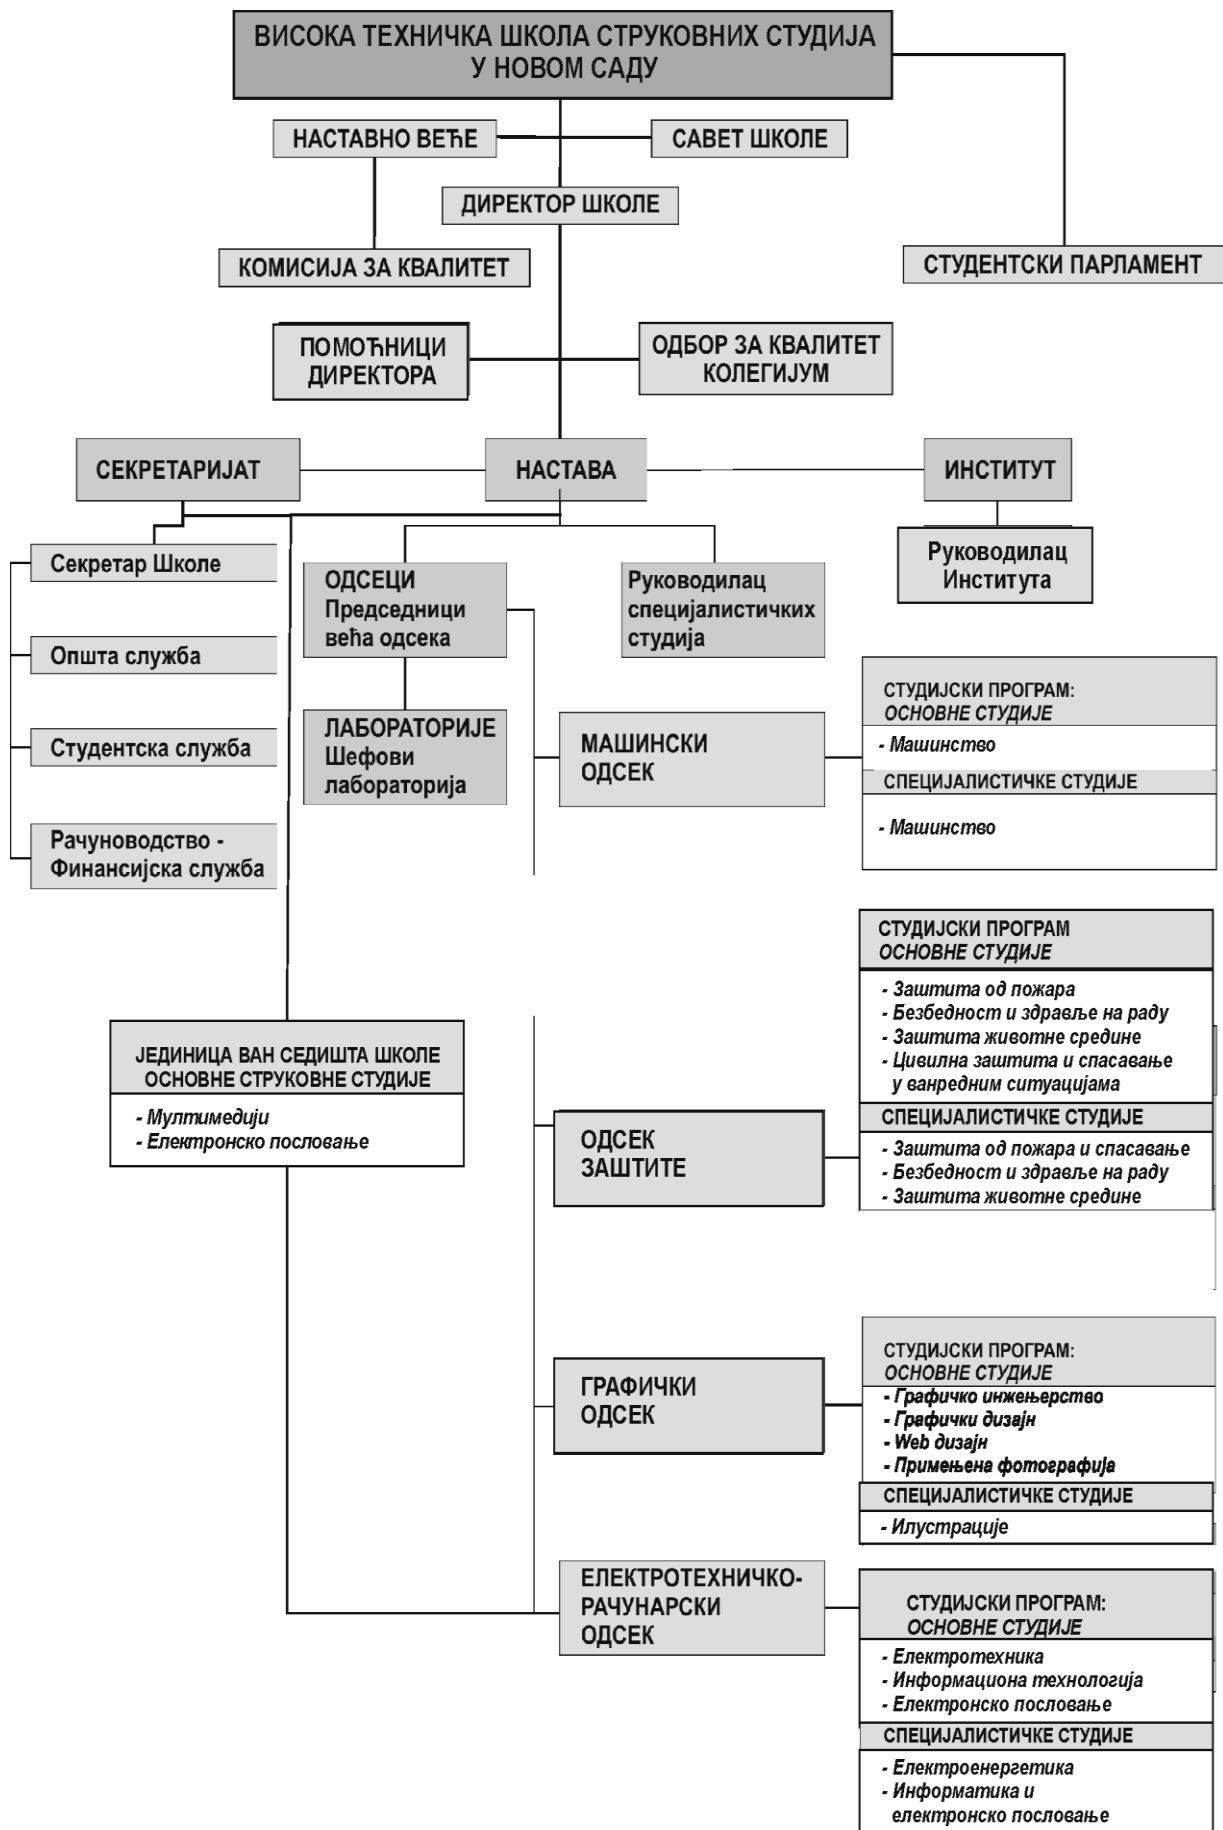 ВИСОКА ТЕХНИЧКА ШКОЛА СТРУКОВНИХ СТУДИЈА
У НОВОМ САДУ
НАСТАВНО ВЕЋЕ
САВЕТ ШКОЛЕ
ДИРЕКТОР ШКОЛЕ
КОМИСИЈА ЗА КВАЛИТЕТ
СТУДЕНТСКИ ПАРЛАМЕНТ
ПОМОЋНИЦИ
ДИРЕКТОРА
ОДБОР ЗА КВАЛИТЕТ
КОЛЕГИЈУМ
СЕКРЕТАРИЈАТ
НАСТАВА
ИНСТИТУТ
Секретар Школе
Општа служба
Студентска служба
Рачуноводство -
Финансијска служба
ОДСЕЦИ
Председници
већа одсека
Руководилац
специјалистичких
студија
Руководилац
Института
ЛАБОРАТОРИЈЕ
Шефови
лабораторија
МАШИНСКИ
ОДСЕК
СТУДИЈСКИ ПРОГРАМ:
ОСНОВНЕ СТУДИЈЕ
- Машинство
СПЕЦИЈАЛИСТИЧКЕ СТУДИЈЕ
- Машинство
ЈЕДИНИЦА ВАН СЕДИШТА ШКОЛЕ
ОСНОВНЕ СТРУКОВНЕ СТУДИЈЕ
- Мултимедији
- Електронско пословање
ОДСЕК
ЗАШТИТЕ
СТУДИЈСКИ ПРОГРАМ
ОСНОВНЕ СТУДИЈЕ
- Заштита од пожара
- Безбедност и здравље на раду
- Заштита животне средине
- Цивилна заштита и спасавање
у ванредним ситуацијама
СПЕЦИЈАЛИСТИЧКЕ СТУДИЈЕ
- Заштита од пожара и спасавање
- Безбедност и здравље на раду
- Заштита животне средине
ГРАФИЧКИ
ОДСЕК
СТУДИЈСКИ ПРОГРАМ:
ОСНОВНЕ СТУДИЈЕ
- Графичко инжењерство
- Графички дизајн
- Web дизајн
- Примењена фотографија
СПЕЦИЈАЛИСТИЧКЕ СТУДИЈЕ
- Илустрације
ЕЛЕКТРОТЕХНИЧКО-
РАЧУНАРСКИ
ОДСЕК
СТУДИЈСКИ ПРОГРАМ:
ОСНОВНЕ СТУДИЈЕ
- Електротехника
- Информациона технологија
- Електронско пословање
СПЕЦИЈАЛИСТИЧКЕ СТУДИЈЕ
- Електроенергетика
- Информатика и
електронско пословање